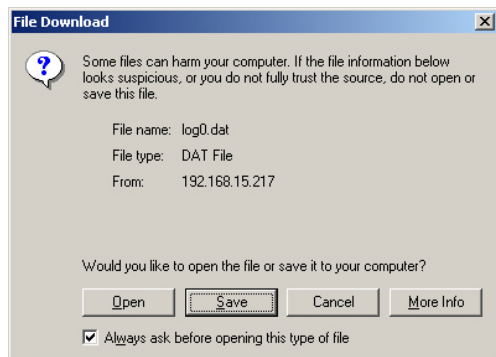 File Download
Some files can harm your computer. If the file information below
looks suspicious, or you do not fully trust the source, do not open or
save this file.
File name: log0.dat
File type: DAT File
From: 192.168.15.217
Would you like to open the file or save it to your computer?
Open Save Cancel More Info
Always ask before opening this type of file